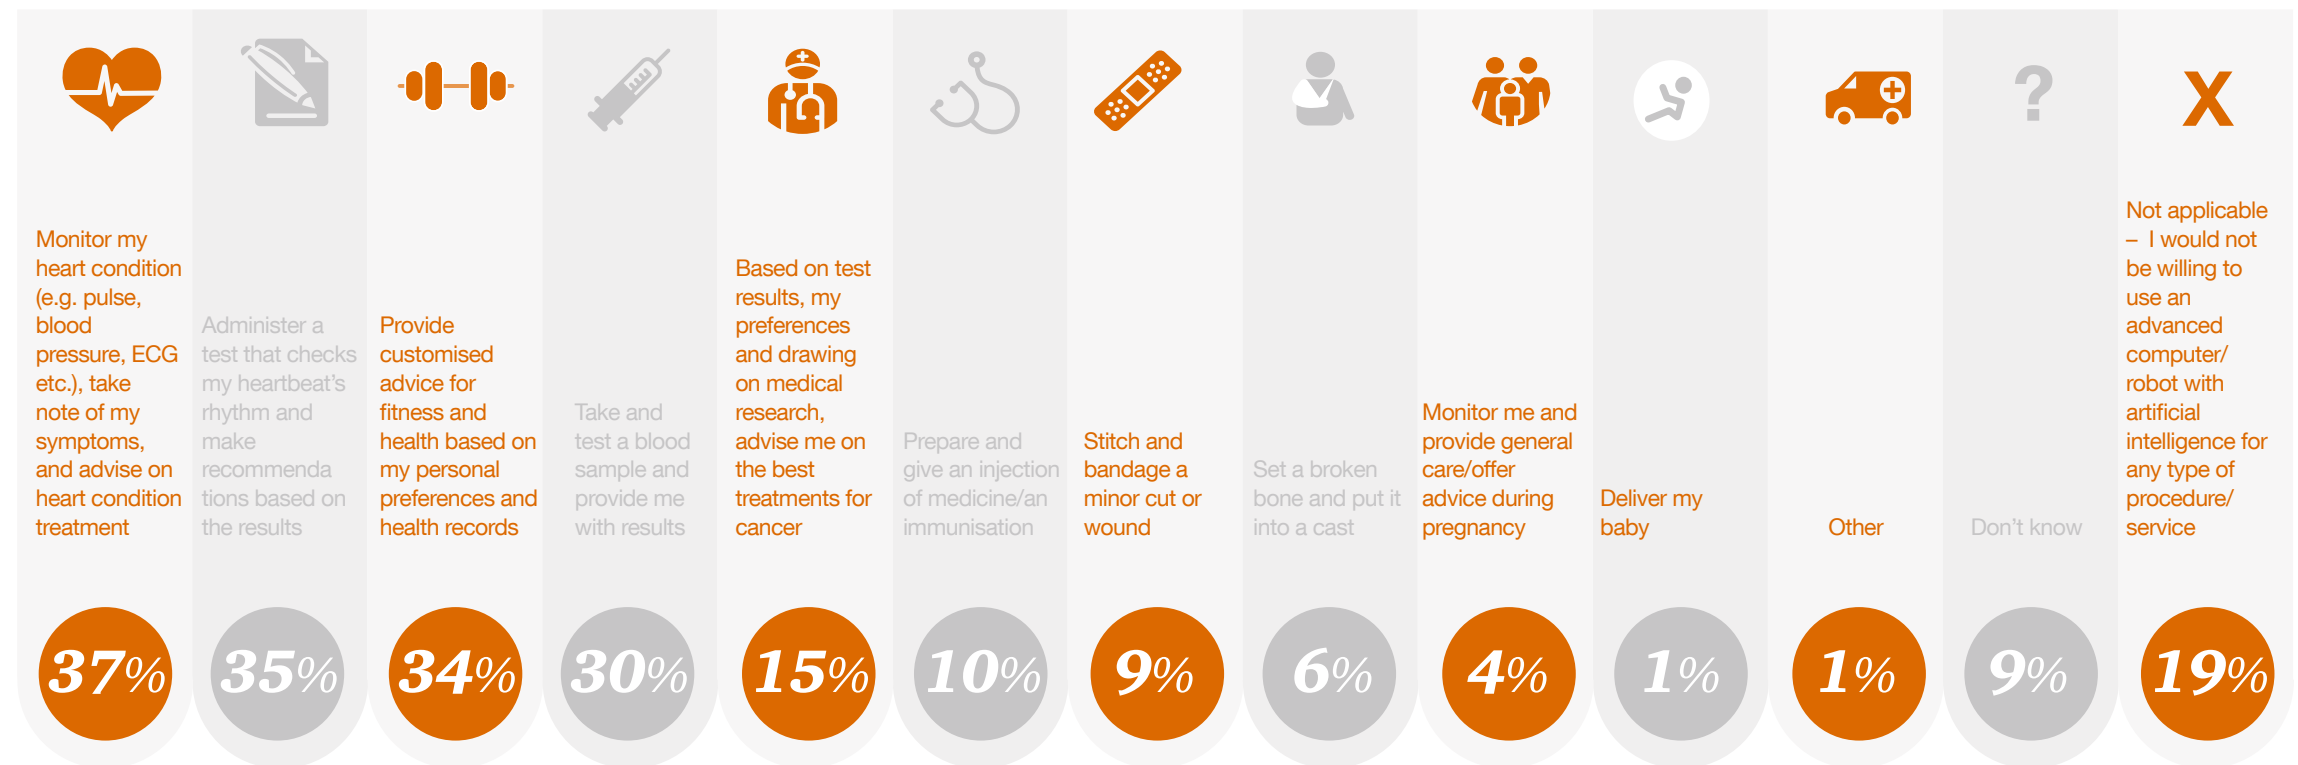 Monitor my
heart condition
(e.g. pulse,
blood
pressure, ECG
etc.), take
note of my
symptoms,
and advise on
heart condition
treatment
37%
Administer a
test that checks
my heartbeat’s
rhythm and
make
recommenda
tions based on
the results
35%
Provide
customised
advice for
fitness and
health based on
my personal
preferences and
health records
34%
Take and
test a blood
sample and
provide me
with results
30%
Based on test
results, my
preferences
and drawing
on medical
research,
advise me on
the best
treatments for
cancer
15%
Prepare and
give an injection
of medicine/an
immunisation
10%
Stitch and
bandage a
minor cut or
wound
9%
Set a broken
bone and put it
into a cast
6%
Monitor me and
provide general
care/offer
advice during
pregnancy
4%
Deliver my
baby
1%
Other
1%
?
Don’t know
9%
X
Not applicable
– I would not
be willing to
use an
advanced
computer/
robot with
artificial
intelligence for
any type of
procedure/
service
19%